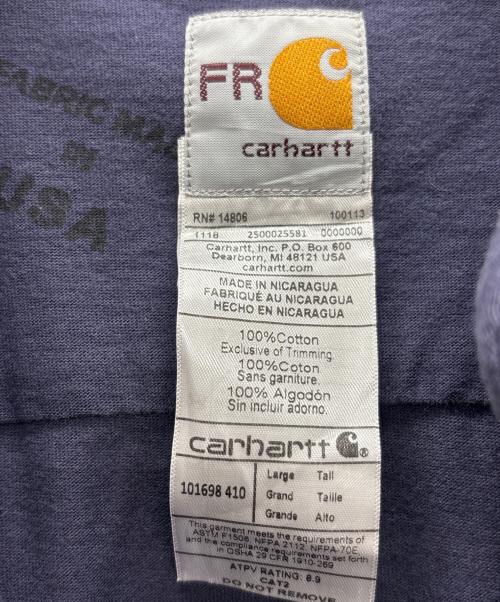 FABRIC MA
IN
USA
FR
carhartt
RN# 14806 100113
1118 2500025581 0000000
Carhartt, Inc. P.O. Box 600
Dearborn, MI 48121 USA
carhartt.com
MADE IN NICARAGUA
FABRIQUÉ AU NICARAGUA
HECHO EN NICARAGUA
100%Cotton
Exclusive of Trimming.
100%Coton
Sans garniture.
100% Algodón
Sin incluir adorno.
carhartt ®
101698 410
Large Tall
Grand Taille
Grande Alto
This garment meets the requirements of
ASTM F1506, NFPA 2112, NFPA-70E,
and the compliance requirements set forth
in OSHA 29 CFR 1910-269
ATPV RATING: 8.9
CAT2
DO NOT REMOVE